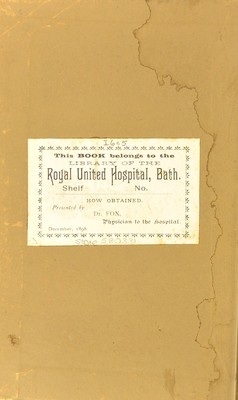 1605
This BOOK belongs to the
LIBRARY OF THE
Royal United Hospital, Bath.
Shelf No.
HOW OBTAINED.
Presented by
Dr. FOX,
Physician to the Hospital.
December, 1898